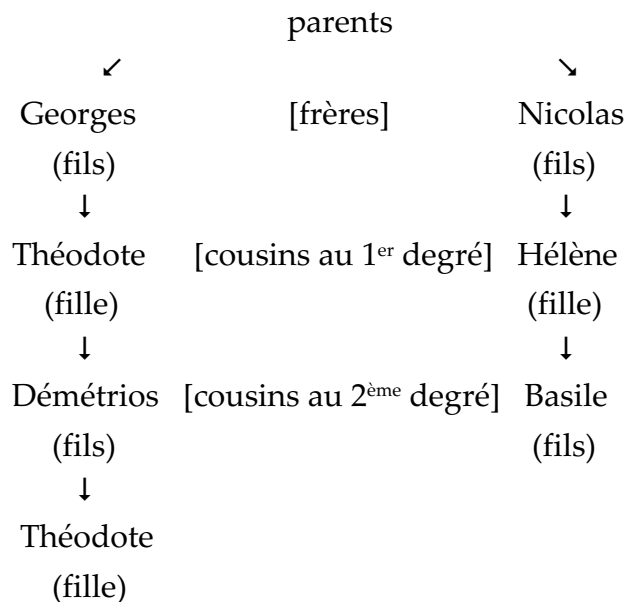 parents
↙ ↘
Georges [frères] Nicolas
(fils) (fils)
↓ ↓
Théodote [cousins au 1er degré] Hélène
(fille) (fille)
↓ ↓
Démétrios [cousins au 2ème degré] Basile
(fils) (fils)
↓
Théodote
(fille)